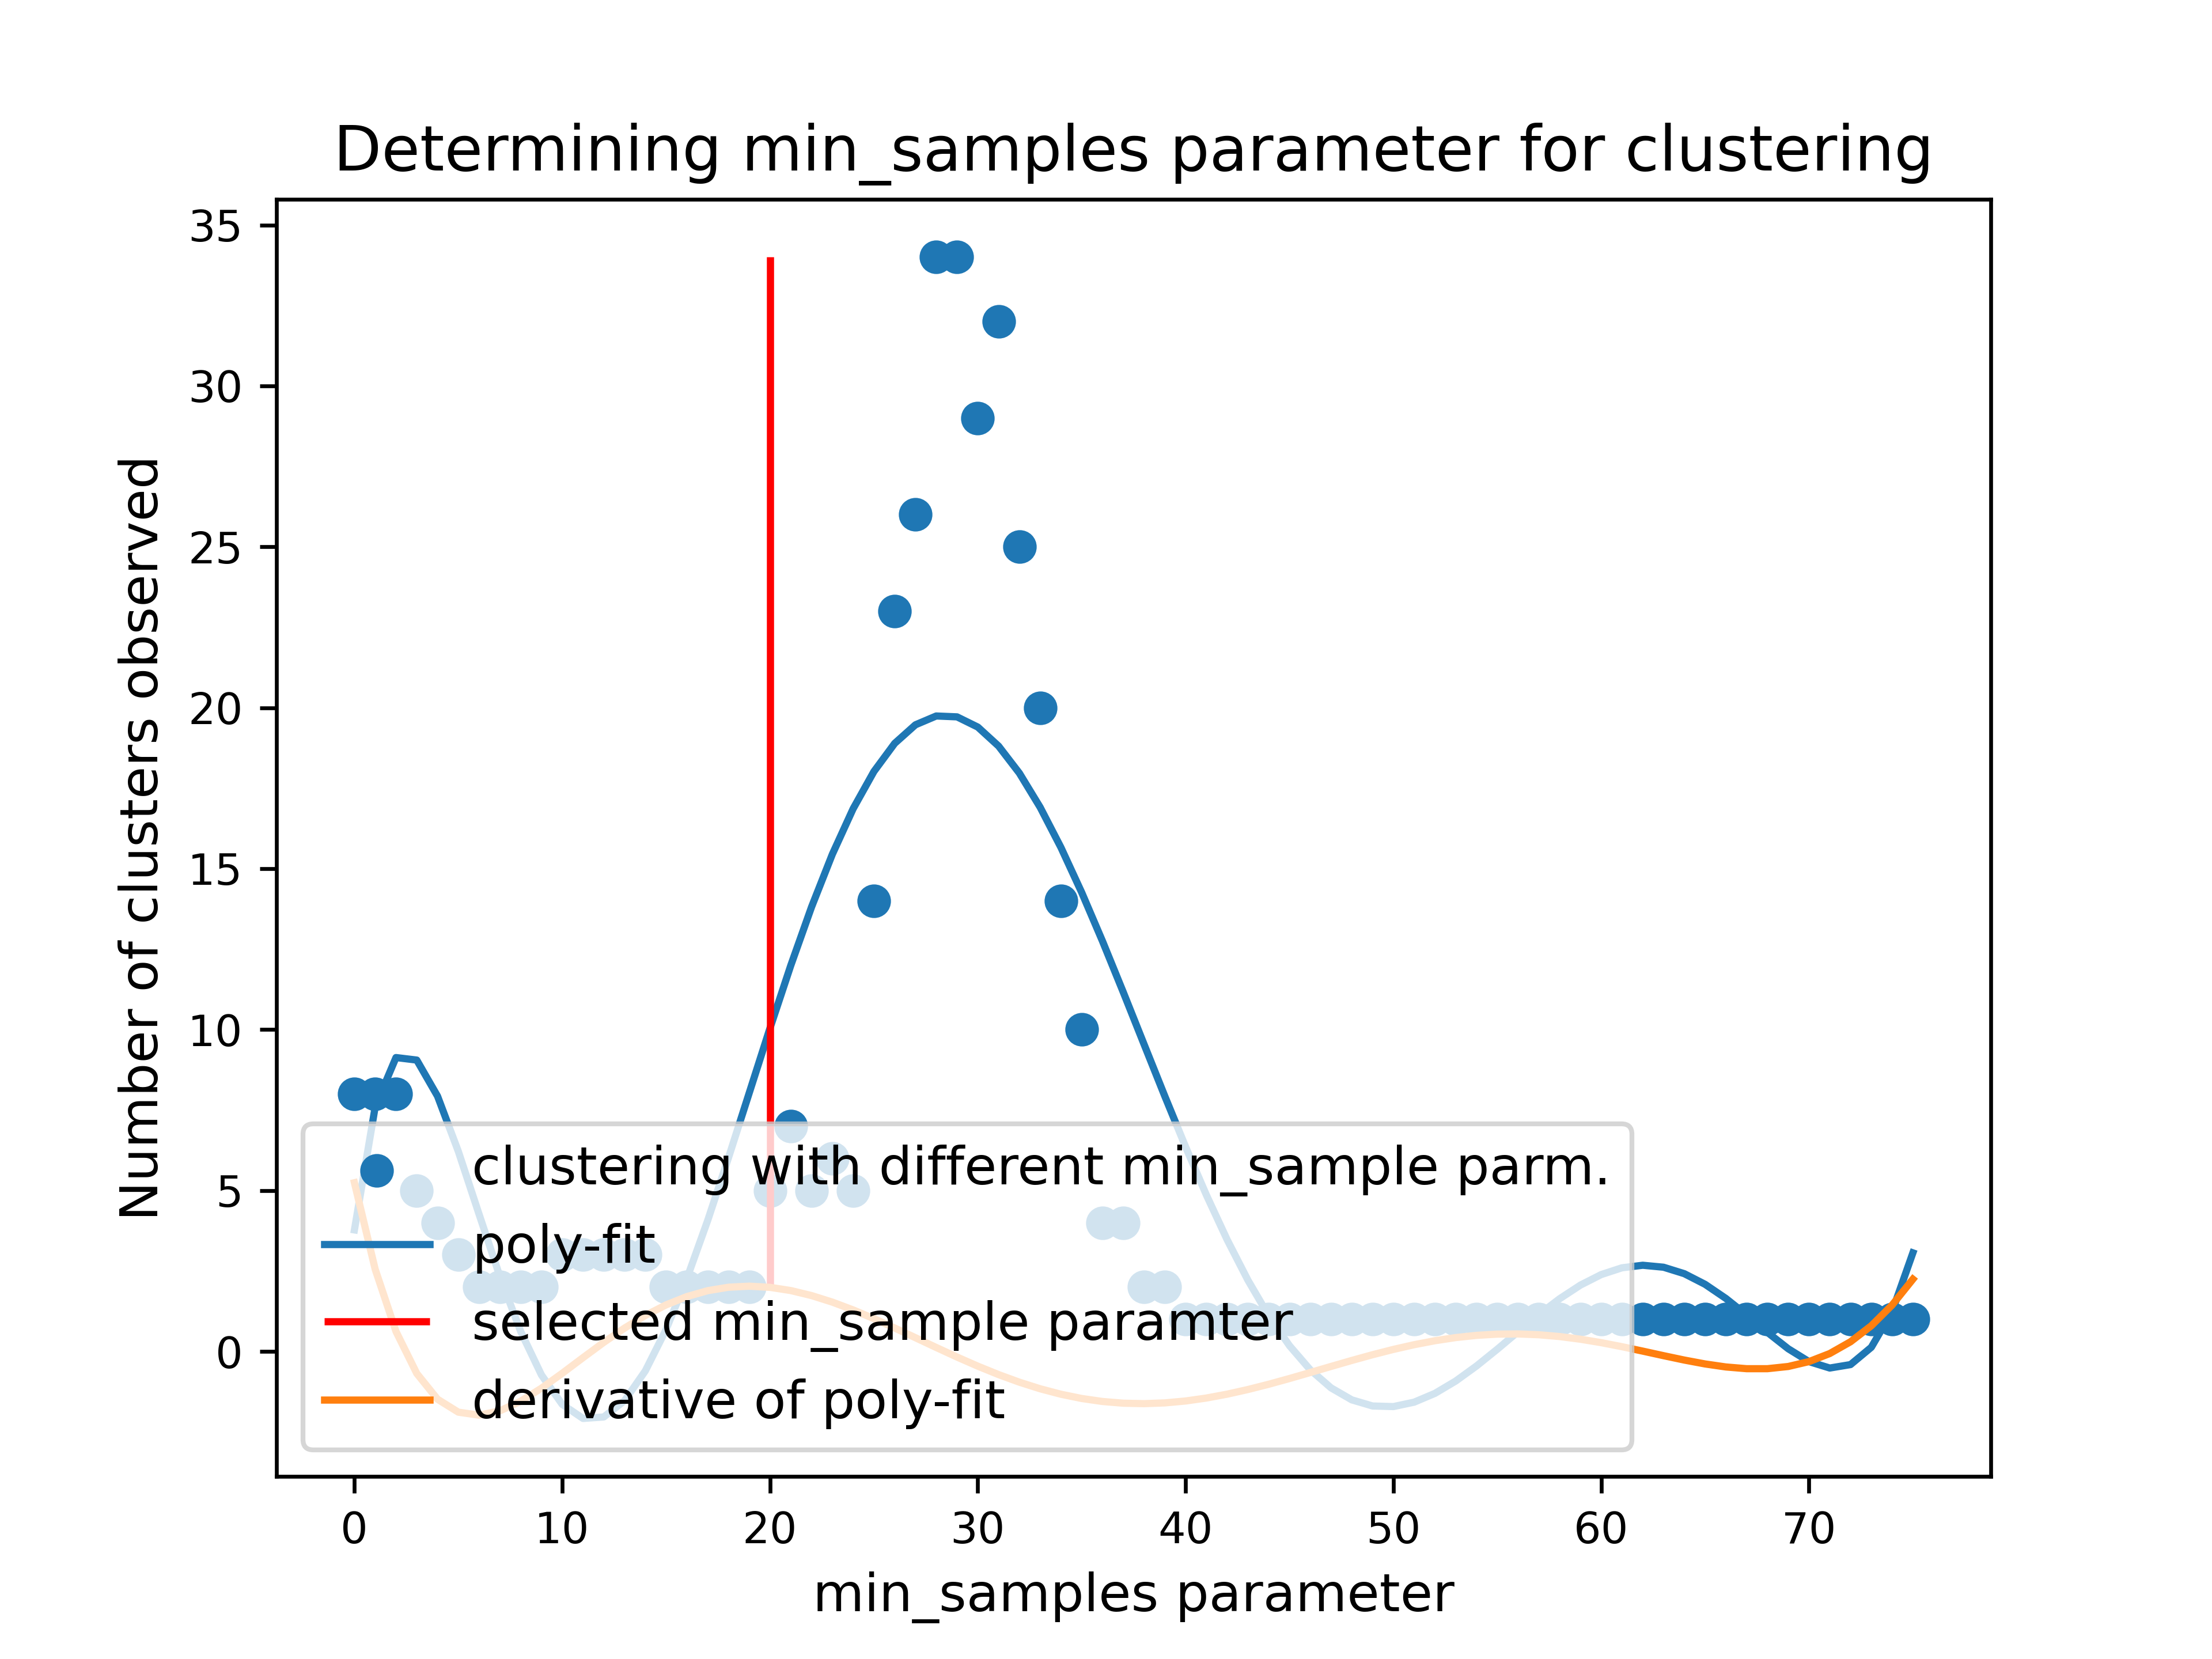 Determining min_samples parameter for clustering
Number of clusters observed
35
30
25
20
15
10
5
0
clustering with different min_sample parm.
poly-fit
selected min_sample paramter
derivative of poly-fit
0 10 20 30 40 50 60 70
min_samples parameter